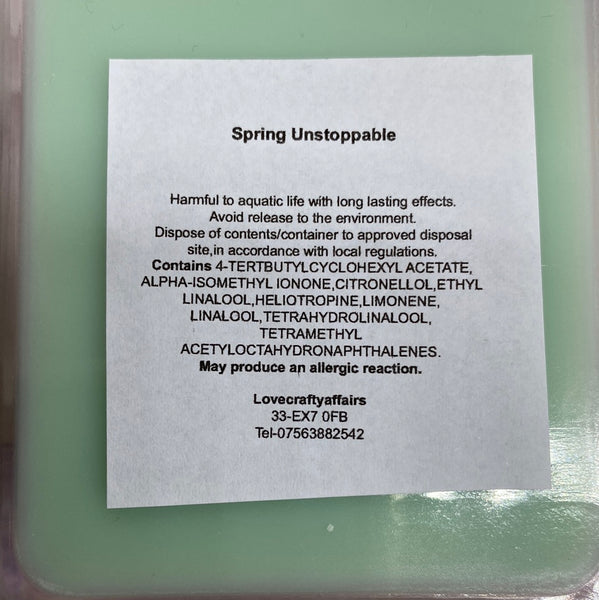 Spring Unstoppable
Harmful to aquatic life with long lasting effects.
Avoid release to the environment.
Dispose of contents/container to approved disposal
site,in accordance with local regulations.
Contains 4-TERTBUTYLCYCLOHEXYL ACETATE,
ALPHA-ISOMETHYL IONONE,CITRONELLOL,ETHYL
LINALOOL,HELIOTROPINE,LIMONENE,
LINALOOL,TETRAHYDROLINALOOL,
TETRAMETHYL
ACETYLOCTAHYDRONAPHTHALENES.
May produce an allergic reaction.
Lovecraftyaffairs
33-EX7 0FB
Tel-07563882542